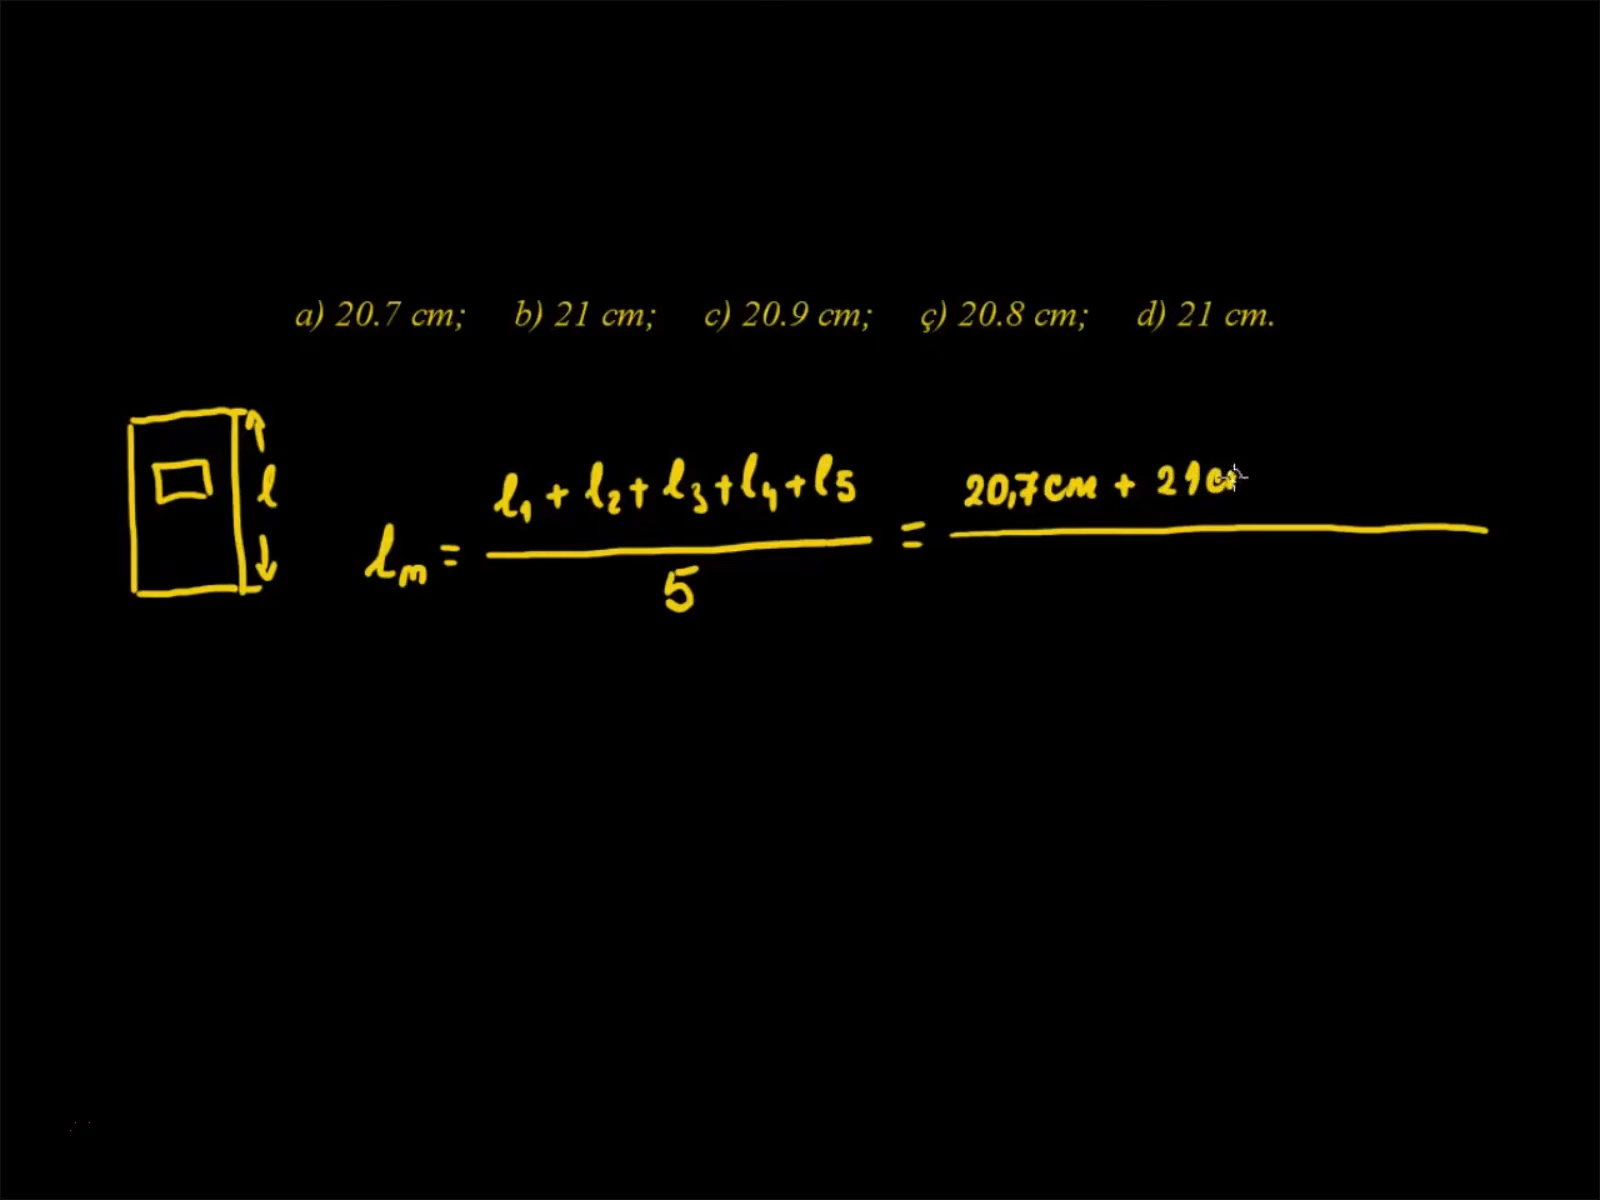 a) 20.7 cm; b) 21 cm; c) 20.9 cm; ç) 20.8 cm; d) 21 cm.
l
lₘ = (l₁ + l₂ + l₃ + l₄ + l₅) / 5 = 20,7cm + 21cm